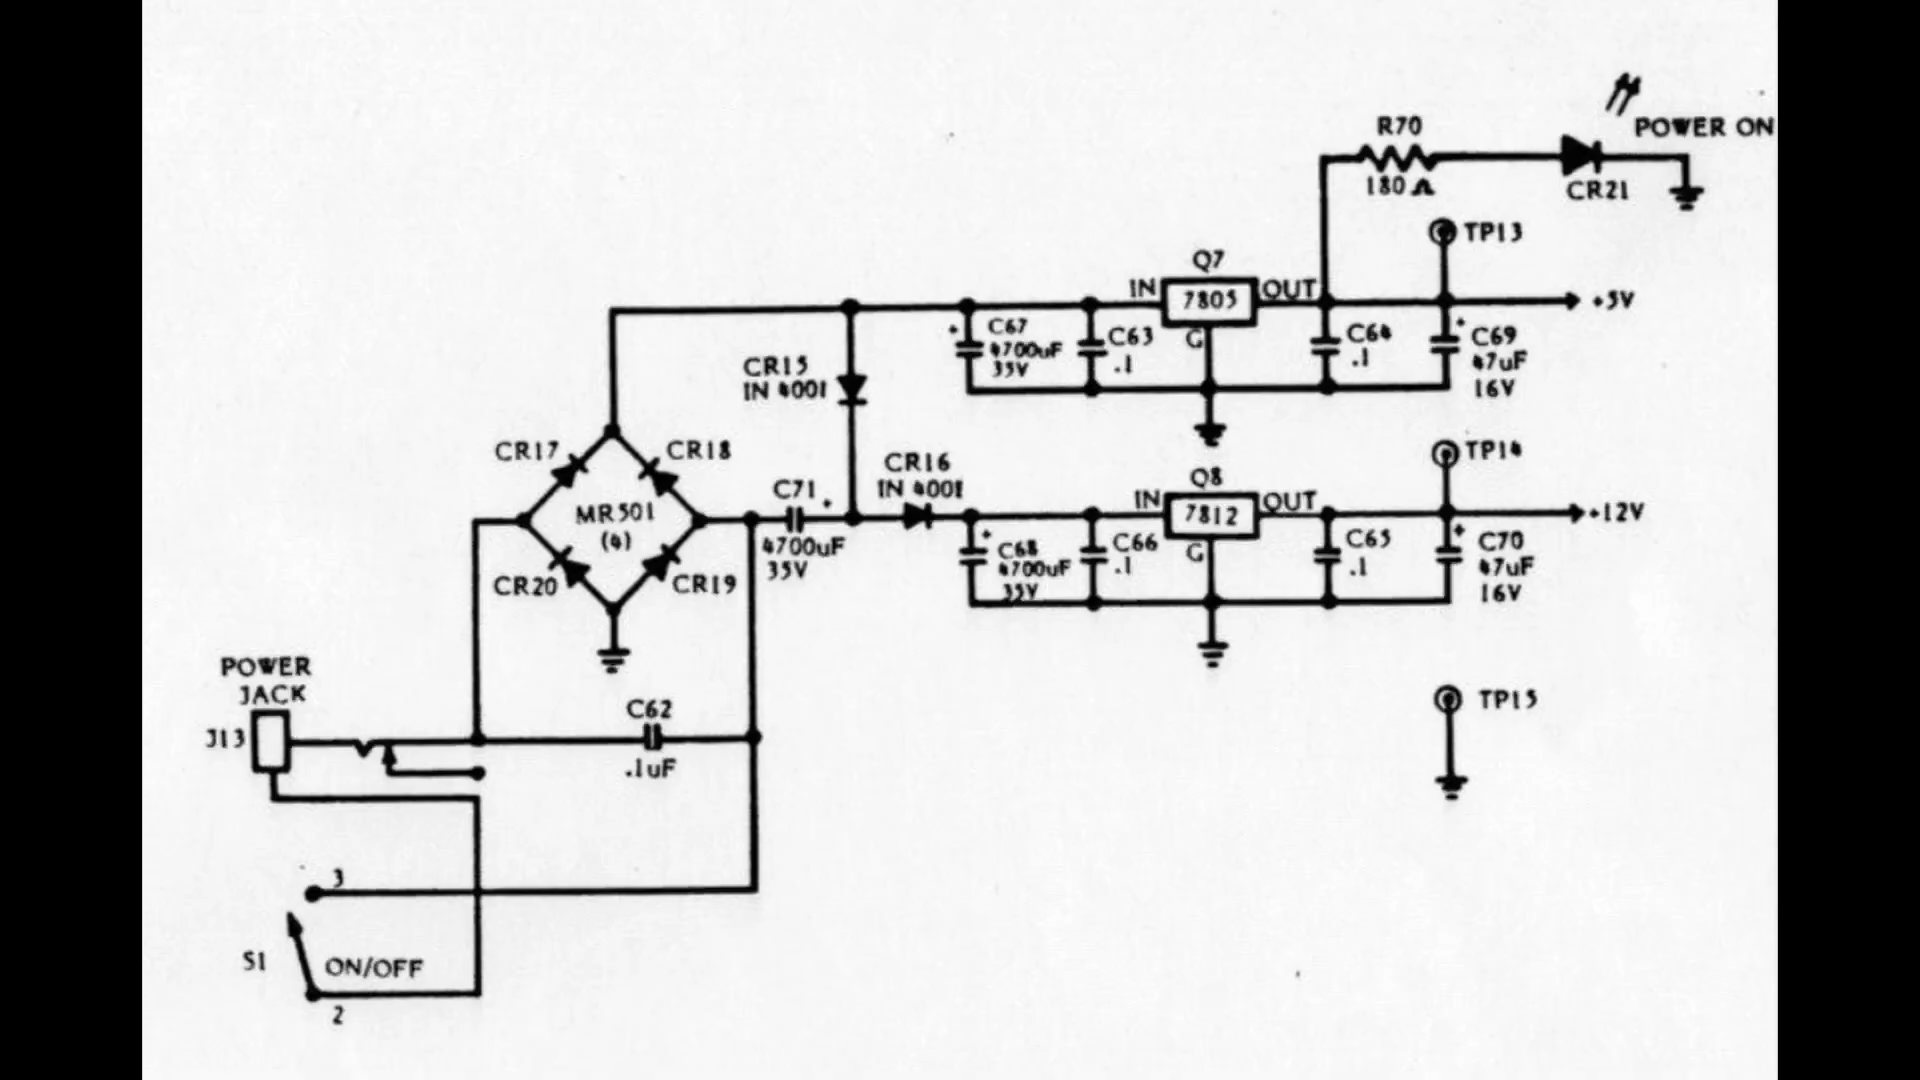 POWER ON
R70
180 Ω
CR21
TP13
Q7
IN
7805
OUT
G
+5V
C67
4700uF
35V
C63
.1
C64
.1
C69
47uF
16V
CR15
IN 4001
CR17
CR18
MR501
(4)
CR20
CR19
C71
4700uF
35V
CR16
IN 4001
TP14
Q8
IN
7812
OUT
G
+12V
C68
4700uF
35V
C66
.1
C65
.1
C70
47uF
16V
TP15
POWER
JACK
J13
C62
.1uF
3
S1
ON/OFF
2